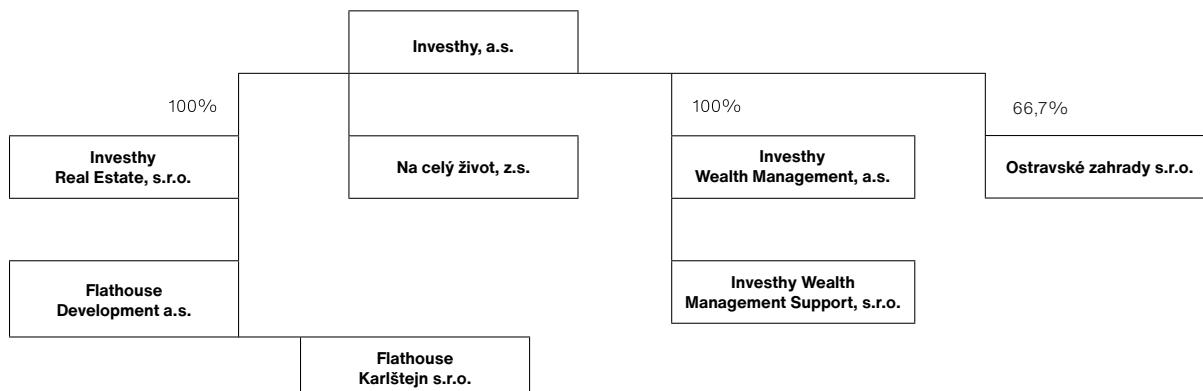 Investhy, a.s.
100%
100%
66,7%
Investhy
Real Estate, s.r.o.
Na celý život, z.s.
Investhy
Wealth Management, a.s.
Ostravské zahrady s.r.o.
Flathouse
Development a.s.
Investhy Wealth
Management Support, s.r.o.
Flathouse
Karlštejn s.r.o.